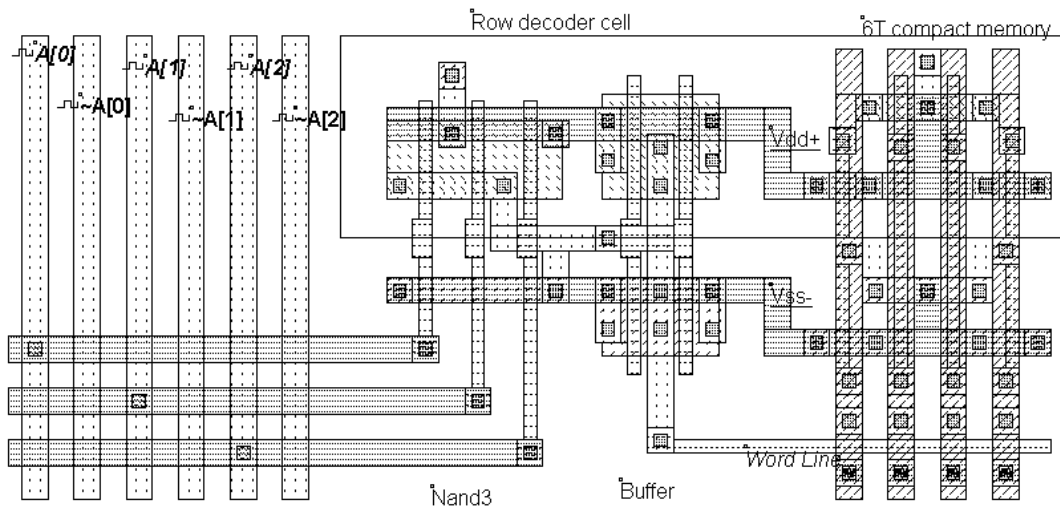 Row decoder cell
6T compact memory
A[0]
A[1]
A[2]
~A[0]
~A[1]
~A[2]
Vdd+
Vss-
Word Line
Nand3
Buffer